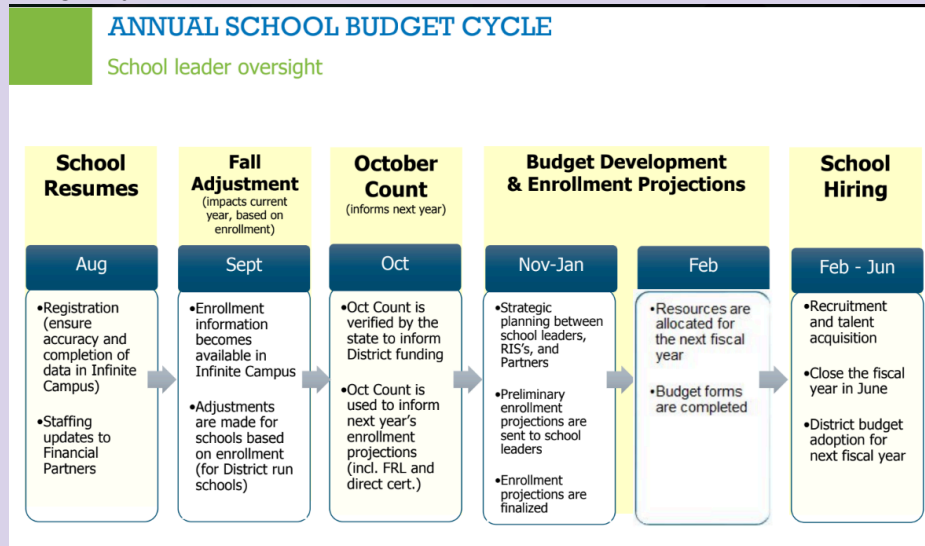 ANNUAL SCHOOL BUDGET CYCLE
School leader oversight
School
Resumes
Aug
•Registration
(ensure
accuracy and
completion of
data in Infinite
Campus)
•Staffing
updates to
Financial
Partners
Fall
Adjustment
(impacts current
year, based on
enrollment)
Sept
•Enrollment
information
becomes
available in
Infinite Campus
•Adjustments
are made for
schools based
on enrollment
(for District run
schools)
October
Count
(informs next year)
Oct
•Oct Count is
verified by the
state to inform
District funding
•Oct Count is
used to inform
next year's
enrollment
projections
(incl. FRL and
direct cert.)
Budget Development
& Enrollment Projections
Nov-Jan
•Strategic
planning between
school leaders,
RIS's, and
Partners
•Preliminary
enrollment
projections are
sent to school
leaders
•Enrollment
projections are
finalized
Feb
•Resources are
allocated for
the next fiscal
year
•Budget forms
are completed
School
Hiring
Feb - Jun
•Recruitment
and talent
acquisition
•Close the fiscal
year in June
•District budget
adoption for
next fiscal year